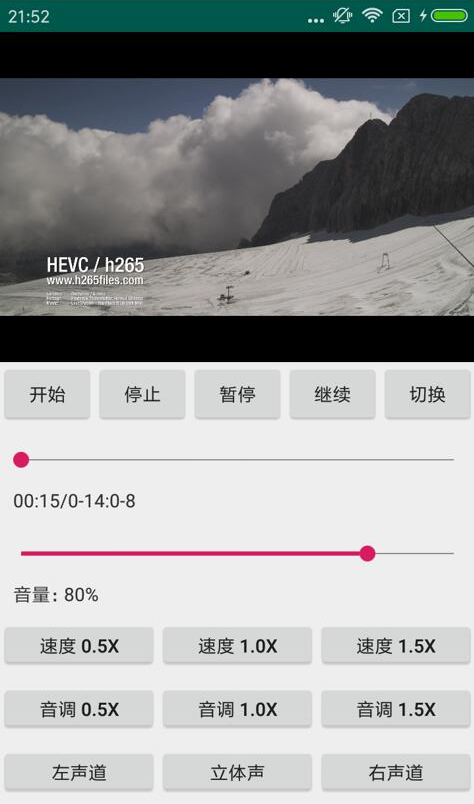 21:52
HEVC / h265
www.h265files.com
开始 停止 暂停 继续 切换
00:15/0-14:0-8
音量: 80%
速度 0.5X 速度 1.0X 速度 1.5X
音调 0.5X 音调 1.0X 音调 1.5X
左声道 立体声 右声道